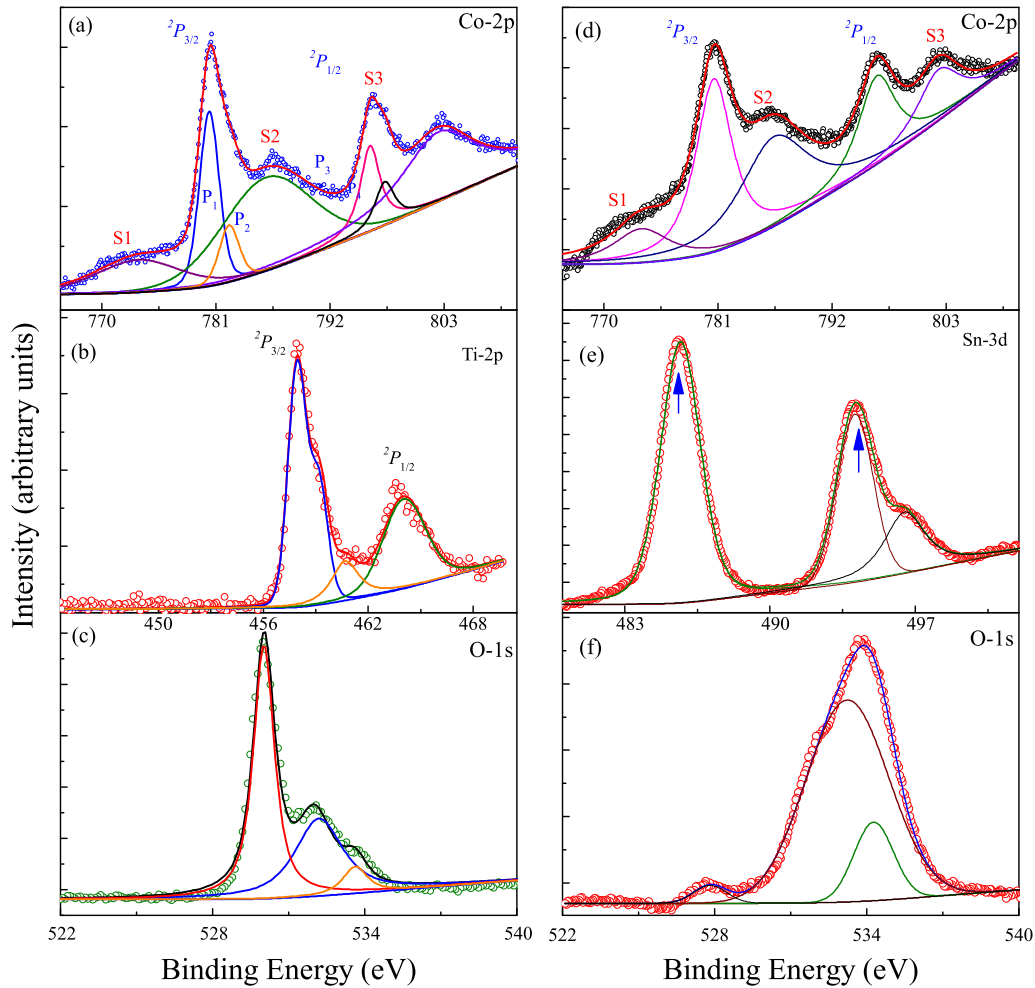 (a)
Co-2p
²P₃/₂
²P₁/₂
S3
S2
P₃
P₁
P₂
S1
770
781
792
803
(b)
Ti-2p
²P₃/₂
²P₁/₂
450
456
462
468
(c)
O-1s
522
528
534
540
Binding Energy (eV)
Intensity (arbitrary units)
(d)
Co-2p
²P₃/₂
²P₁/₂
S3
S2
S1
770
781
792
803
(e)
Sn-3d
483
490
497
(f)
O-1s
522
528
534
540
Binding Energy (eV)